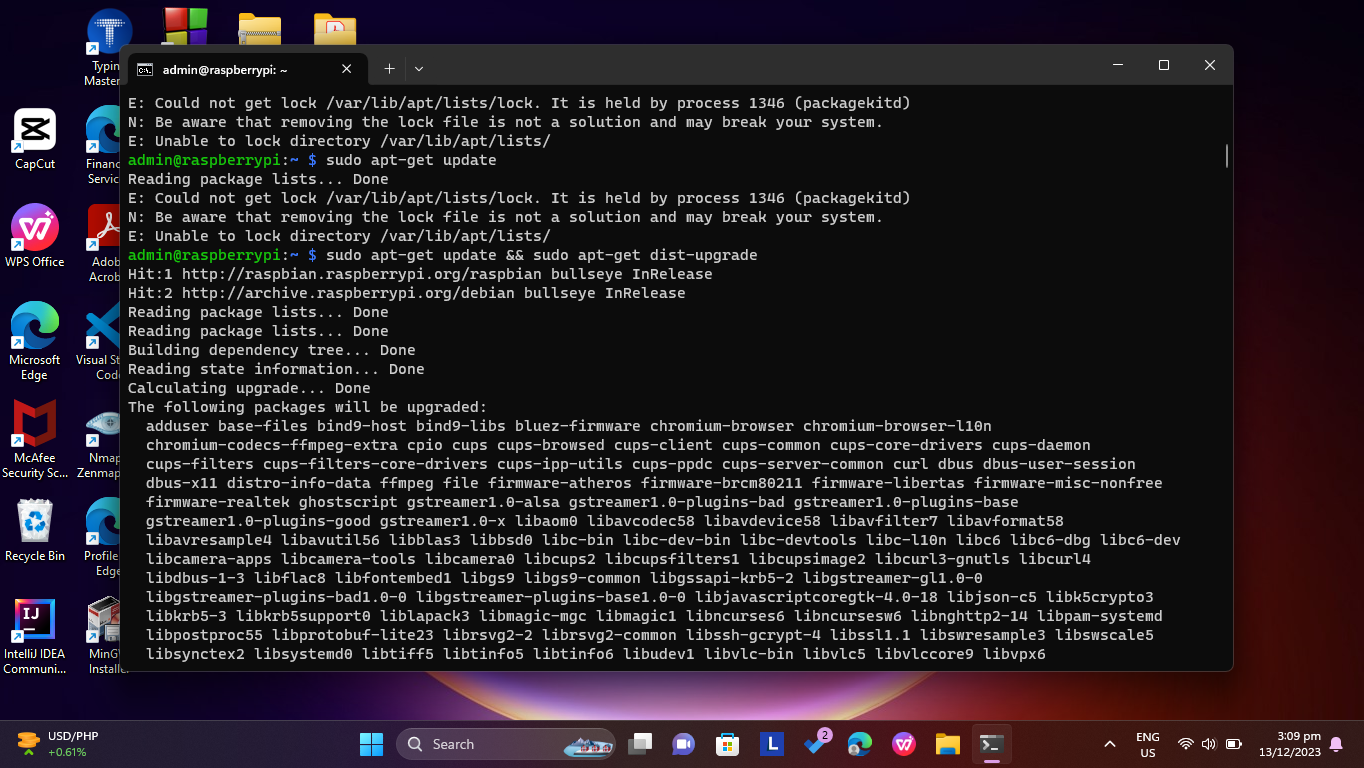 Typin
Master
CapCut
Financ
Servic
WPS Office
Adob
Acrob
Microsoft
Edge
Visual St
Cod
McAfee
Security Sc...
Nmap
Zenmap
Recycle Bin
Profile
Edge
IntelliJ IDEA
Communi...
MinG
Installe
admin@raspberrypi: ~
E: Could not get lock /var/lib/apt/lists/lock. It is held by process 1346 (packagekitd)
N: Be aware that removing the lock file is not a solution and may break your system.
E: Unable to lock directory /var/lib/apt/lists/
admin@raspberrypi:~ $ sudo apt-get update
Reading package lists... Done
E: Could not get lock /var/lib/apt/lists/lock. It is held by process 1346 (packagekitd)
N: Be aware that removing the lock file is not a solution and may break your system.
E: Unable to lock directory /var/lib/apt/lists/
admin@raspberrypi:~ $ sudo apt-get update && sudo apt-get dist-upgrade
Hit:1 http://raspbian.raspberrypi.org/raspbian bullseye InRelease
Hit:2 http://archive.raspberrypi.org/debian bullseye InRelease
Reading package lists... Done
Reading package lists... Done
Building dependency tree... Done
Reading state information... Done
Calculating upgrade... Done
The following packages will be upgraded:
adduser base-files bind9-host bind9-libs bluez-firmware chromium-browser chromium-browser-l10n
chromium-codecs-ffmpeg-extra cpio cups cups-browsed cups-client cups-common cups-core-drivers cups-daemon
cups-filters cups-filters-core-drivers cups-ipp-utils cups-ppdc cups-server-common curl dbus dbus-user-session
dbus-x11 distro-info-data ffmpeg file firmware-atheros firmware-brcm80211 firmware-libertas firmware-misc-nonfree
firmware-realtek ghostscript gstreamer1.0-alsa gstreamer1.0-plugins-bad gstreamer1.0-plugins-base
gstreamer1.0-plugins-good gstreamer1.0-x libaom0 libavcodec58 libavdevice58 libavfilter7 libavformat58
libavresample4 libavutil56 libblas3 libbsd0 libc-bin libc-dev-bin libc-devtools libc-l10n libc6 libc6-dbg libc6-dev
libcamera-apps libcamera-tools libcamera0 libcups2 libcupsfilters1 libcupsimage2 libcurl3-gnutls libcurl4
libdbus-1-3 libflac8 libfontembed1 libgs9 libgs9-common libgssapi-krb5-2 libgstreamer-gl1.0-0
libgstreamer-plugins-bad1.0-0 libgstreamer-plugins-base1.0-0 libjavascriptcoregtk-4.0-18 libjson-c5 libk5crypto3
libkrb5-3 libkrb5support0 liblapack3 libmagic-mgc libmagic1 libncurses6 libncursesw6 libnghttp2-14 libpam-systemd
libpostproc55 libprotobuf-lite23 librsvg2-2 librsvg2-common libssh-gcrypt-4 libssl1.1 libswresample3 libswscale5
libsynctex2 libsystemd0 libtiff5 libtinfo5 libtinfo6 libudev1 libvlc-bin libvlc5 libvlccore9 libvpx6
USD/PHP
+0.61%
Search
2
ENG
US
3:09 pm
13/12/2023